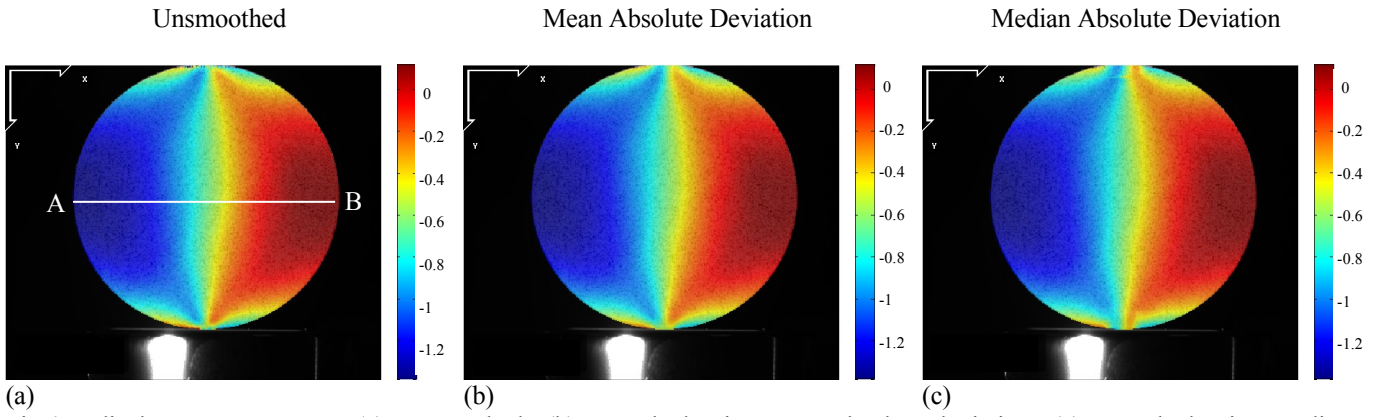 Unsmoothed
Mean Absolute Deviation
Median Absolute Deviation
X
Y
A
B
0
-0.2
-0.4
-0.6
-0.8
-1
-1.2
(a)
X
Y
0
-0.2
-0.4
-0.6
-0.8
-1
-1.2
(b)
X
Y
0
-0.2
-0.4
-0.6
-0.8
-1
-1.2
(c)